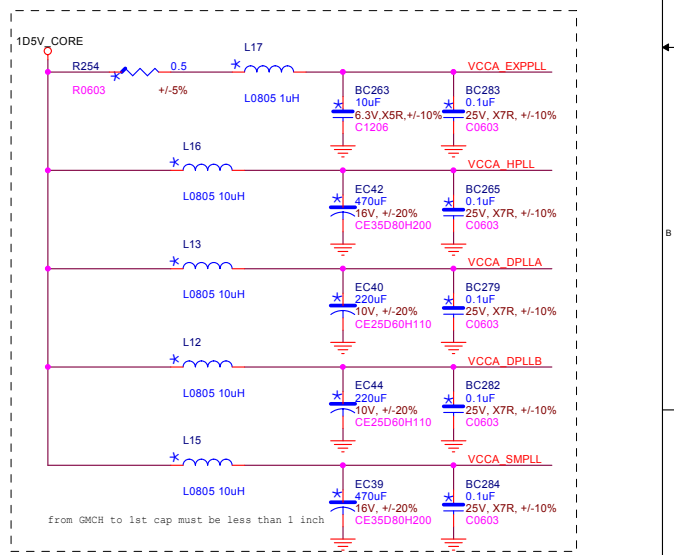 1D5V_CORE
R254
0.5
L17
VCCA_EXPPLL
R0603
+/-5%
L0805 1uH
BC263
10uF
6.3V,X5R,+/-10%
C1206
BC283
0.1uF
25V, X7R, +/-10%
C0603
L16
VCCA_HPLL
L0805 10uH
EC42
470uF
16V, +/-20%
CE35D80H200
BC265
0.1uF
25V, X7R, +/-10%
C0603
B
L13
VCCA_DPLLA
L0805 10uH
EC40
220uF
10V, +/-20%
CE25D60H110
BC279
0.1uF
25V, X7R, +/-10%
C0603
L12
VCCA_DPLLB
L0805 10uH
EC44
220uF
10V, +/-20%
CE25D60H110
BC282
0.1uF
25V, X7R, +/-10%
C0603
L15
VCCA_SMPLL
L0805 10uH
EC39
470uF
16V, +/-20%
CE35D80H200
BC284
0.1uF
25V, X7R, +/-10%
C0603
from GMCH to 1st cap must be less than 1 inch